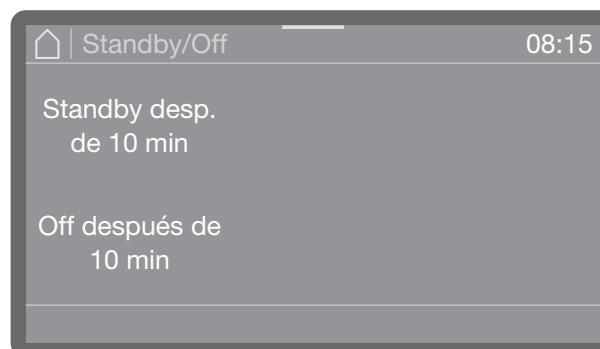 Standby/Off
08:15
Standby desp.
de 10 min
Off después de
10 min